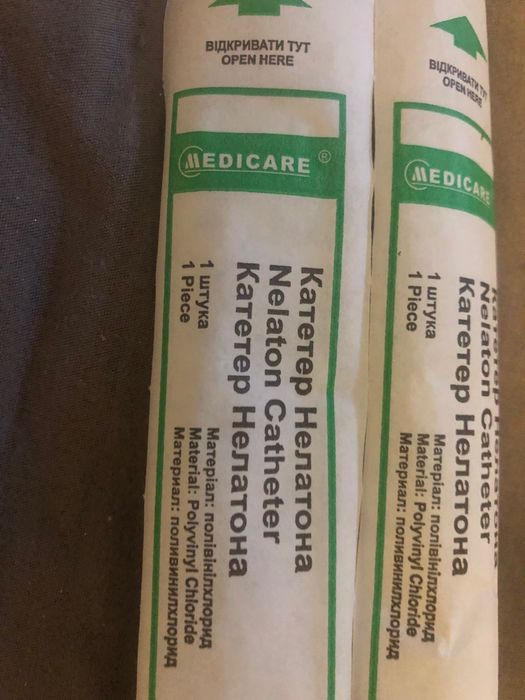 ВІДКРИВАТИ ТУТ
OPEN HERE
MEDICARE ®
Катетер Нелатона
Nelaton Catheter
Катетер Нелатона
1 штука
1 Piece
Матеріал: полівінілхлорид
Material: Polyvinyl Chloride
Материал: поливинилхлорид
ВІДКРИВАТИ ТУТ
OPEN HERE
MEDICARE
Катетер Нелатона
Nelaton Catheter
Катетер Нелатона
1 штука
1 Piece
Матеріал: полівінілхлорид
Material: Polyvinyl Chloride
Материал: поливинилхлорид